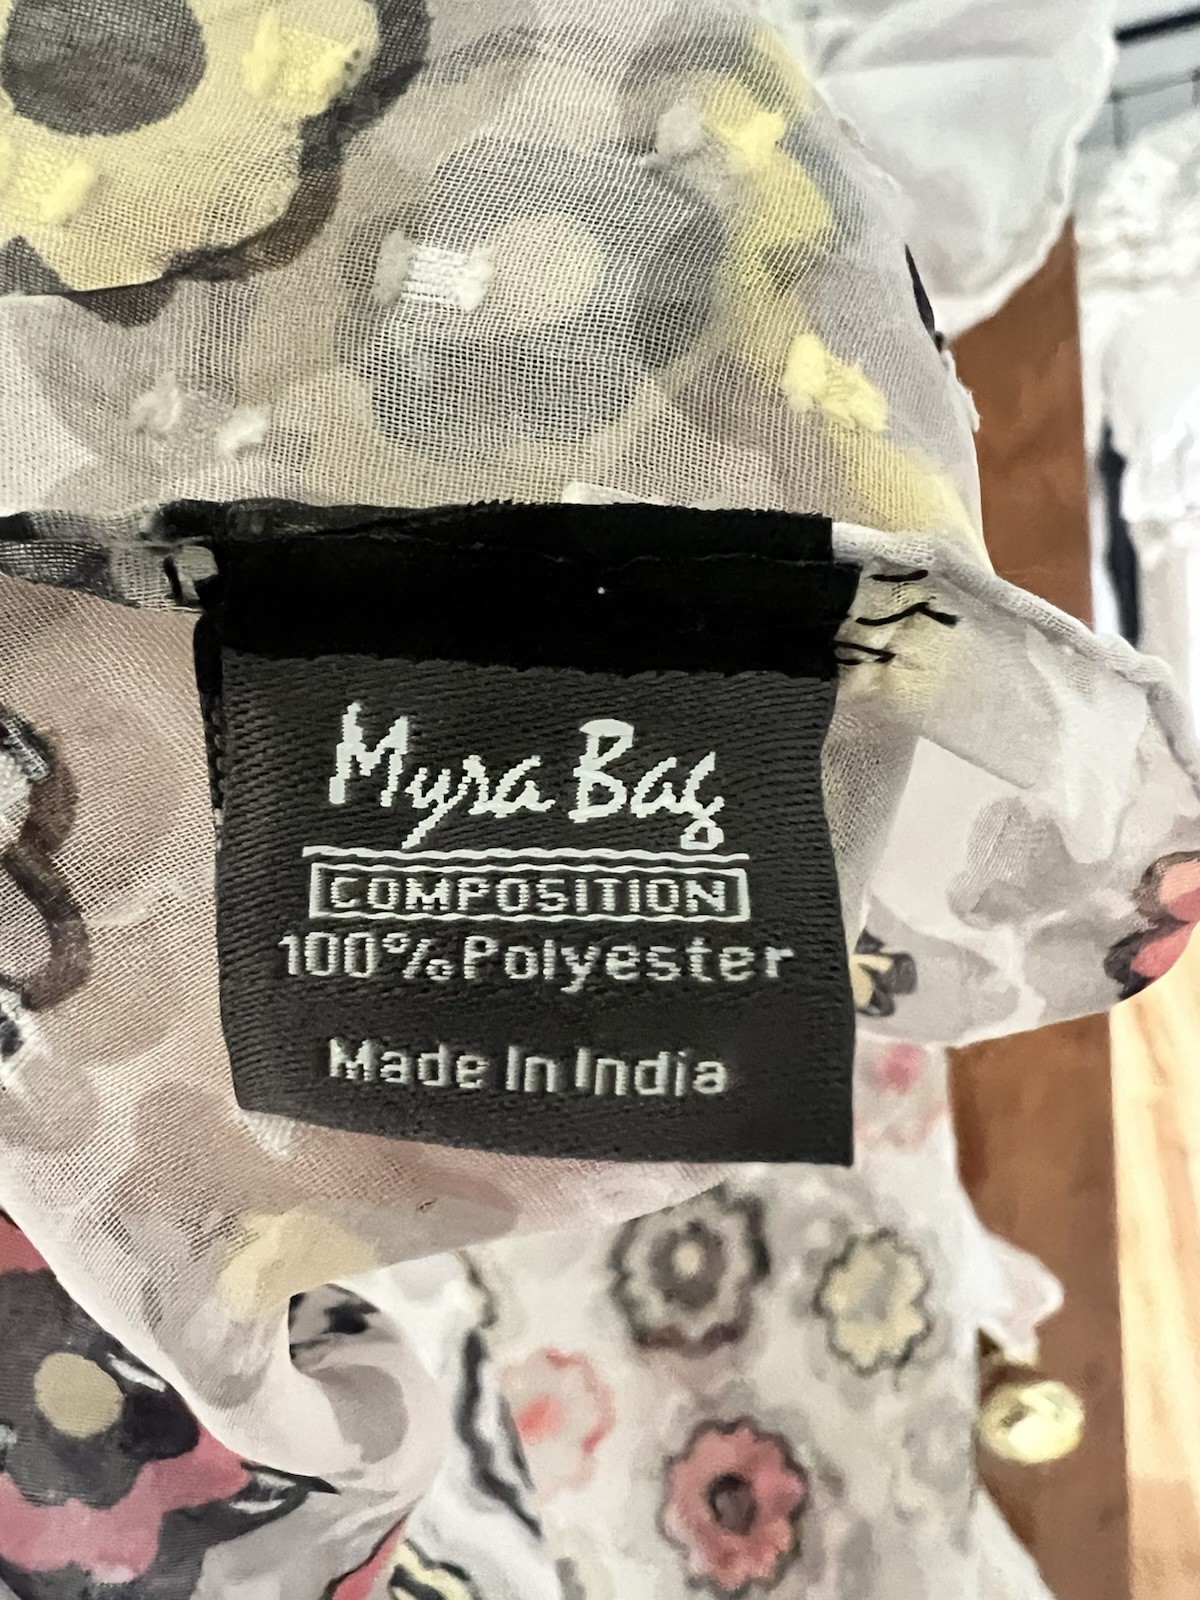 Myra Bag
COMPOSITION
100% Polyester
Made In India